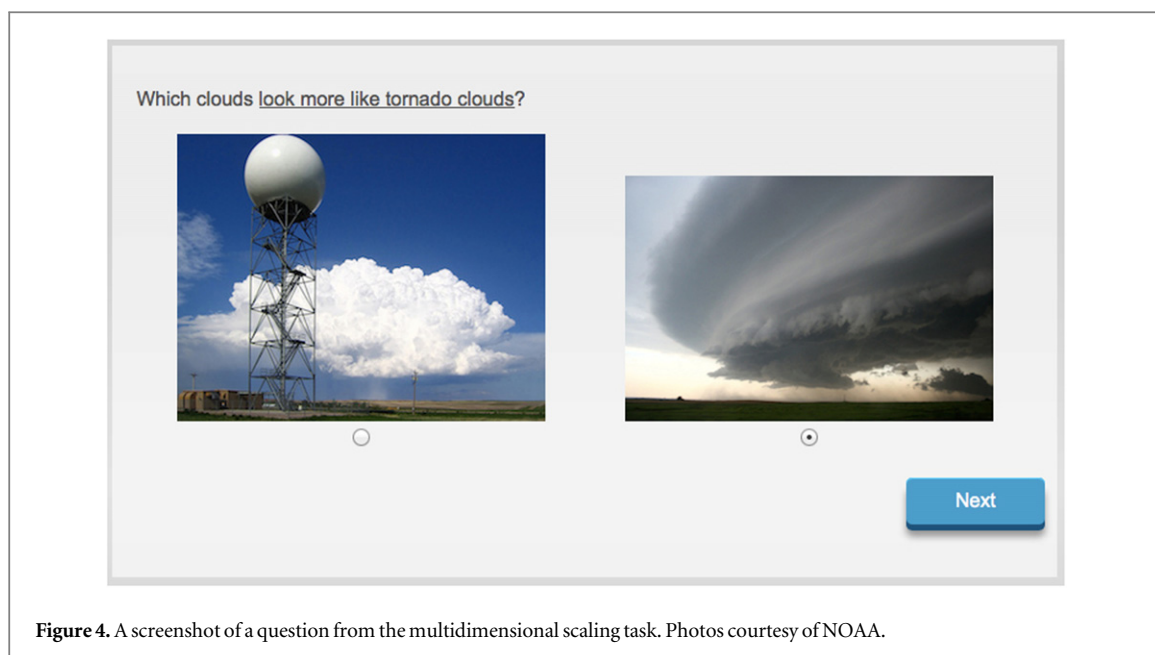 Which clouds look more like tornado clouds?
Next
Figure 4. A screenshot of a question from the multidimensional scaling task. Photos courtesy of NOAA.